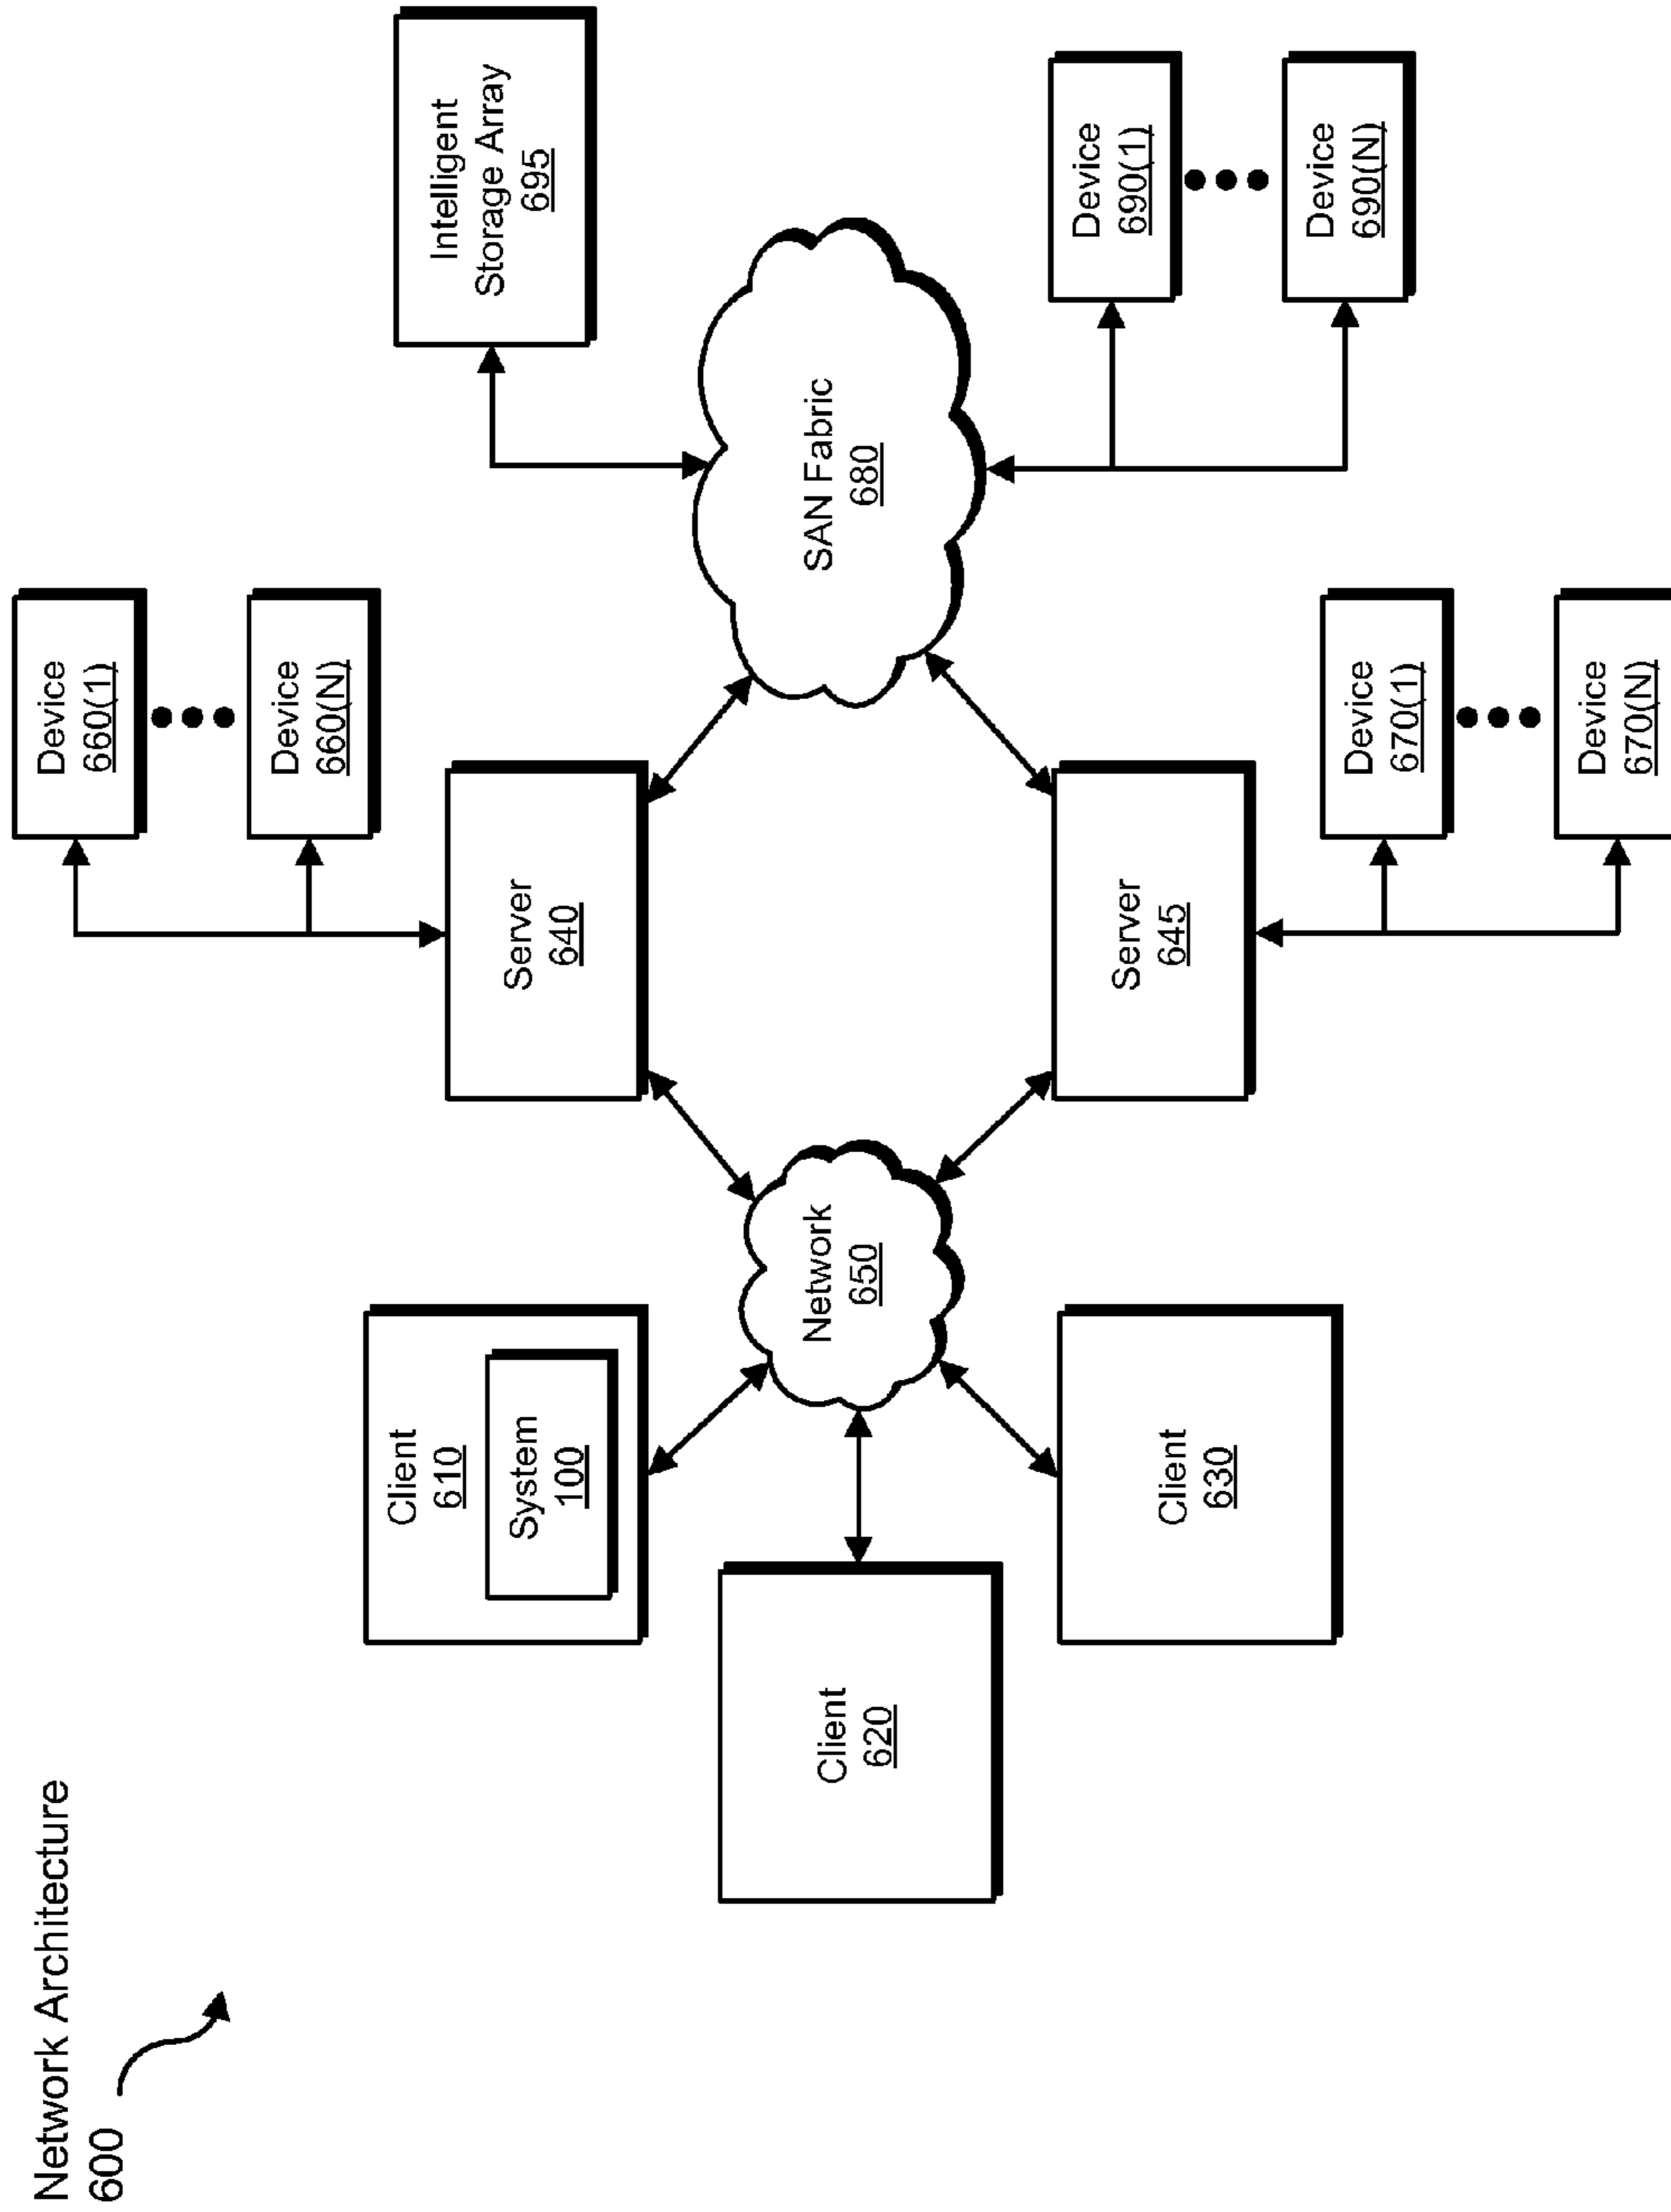 Network Architecture
600
Client
610
System
100
Client
620
Client
630
Network
650
Server
640
Server
645
Device
660(1)
Device
660(N)
Device
670(1)
Device
670(N)
SAN Fabric
680
Intelligent
Storage Array
695
Device
690(1)
Device
690(N)